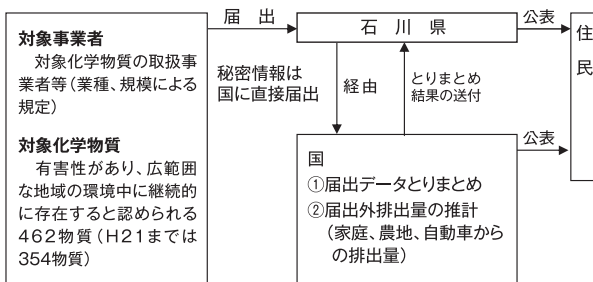 対象事業者
対象化学物質の取扱事
業者等(業種、規模による
規定)
対象化学物質
有害性があり、広範囲
な地域の環境中に継続的
に存在すると認められる
462物質(H21までは
354物質)
届出
秘密情報は
国に直接届出
石川県
経由
とりまとめ
結果の送付
国
①届出データとりまとめ
②届出外排出量の推計
(家庭、農地、自動車から
の排出量)
公表
公表
住
民